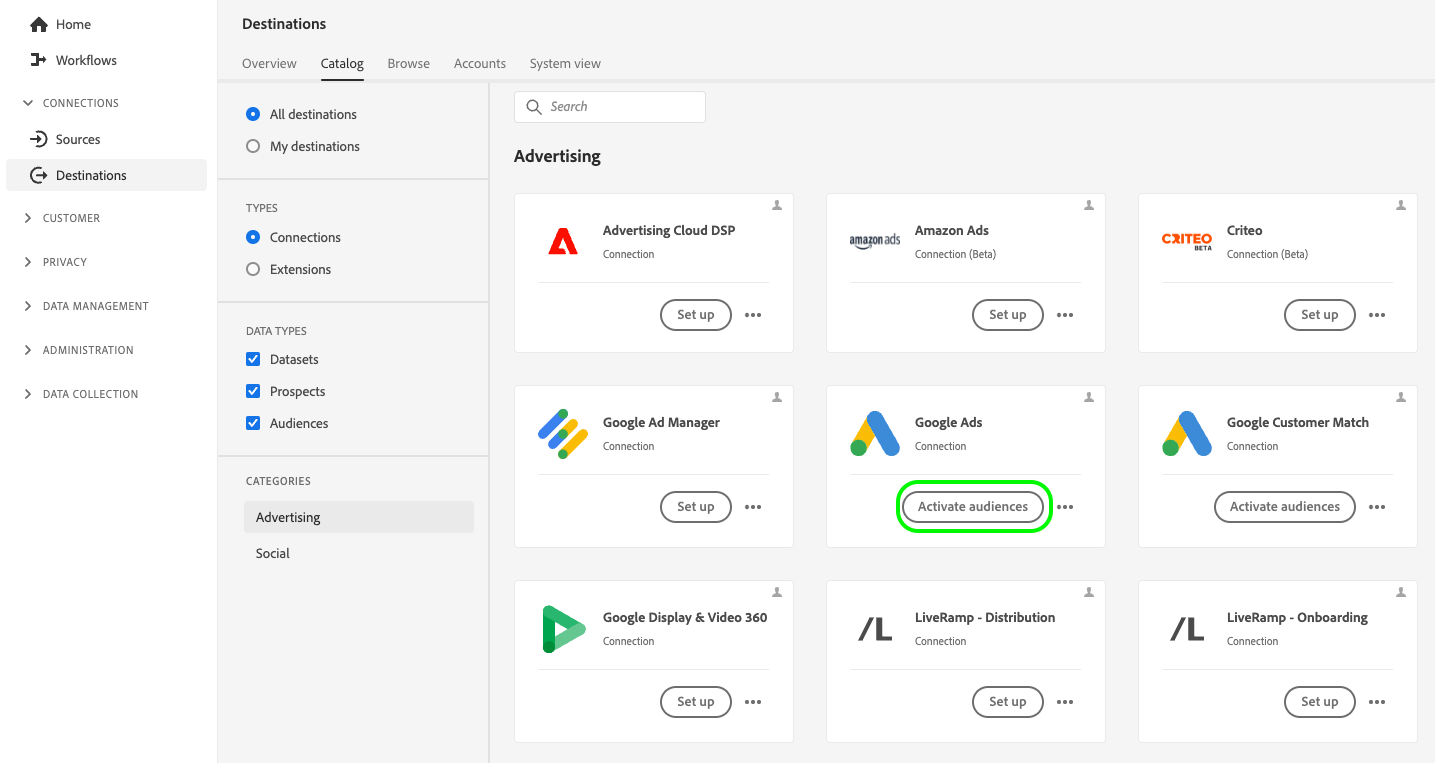 Home
Workflows
CONNECTIONS
Sources
Destinations
CUSTOMER
PRIVACY
DATA MANAGEMENT
ADMINISTRATION
DATA COLLECTION
Destinations
Overview Catalog Browse Accounts System view
All destinations
My destinations
TYPES
Connections
Extensions
DATA TYPES
Datasets
Prospects
Audiences
CATEGORIES
Advertising
Social
Search
Advertising
Advertising Cloud DSP
Connection
Set up
amazon ads
Amazon Ads
Connection (Beta)
Set up
CRITEO
BETA
Criteo
Connection (Beta)
Set up
Google Ad Manager
Connection
Set up
Google Ads
Connection
Activate audiences
Google Customer Match
Connection
Activate audiences
Google Display & Video 360
Connection
Set up
/L
LiveRamp - Distribution
Connection
Set up
/L
LiveRamp - Onboarding
Connection
Set up